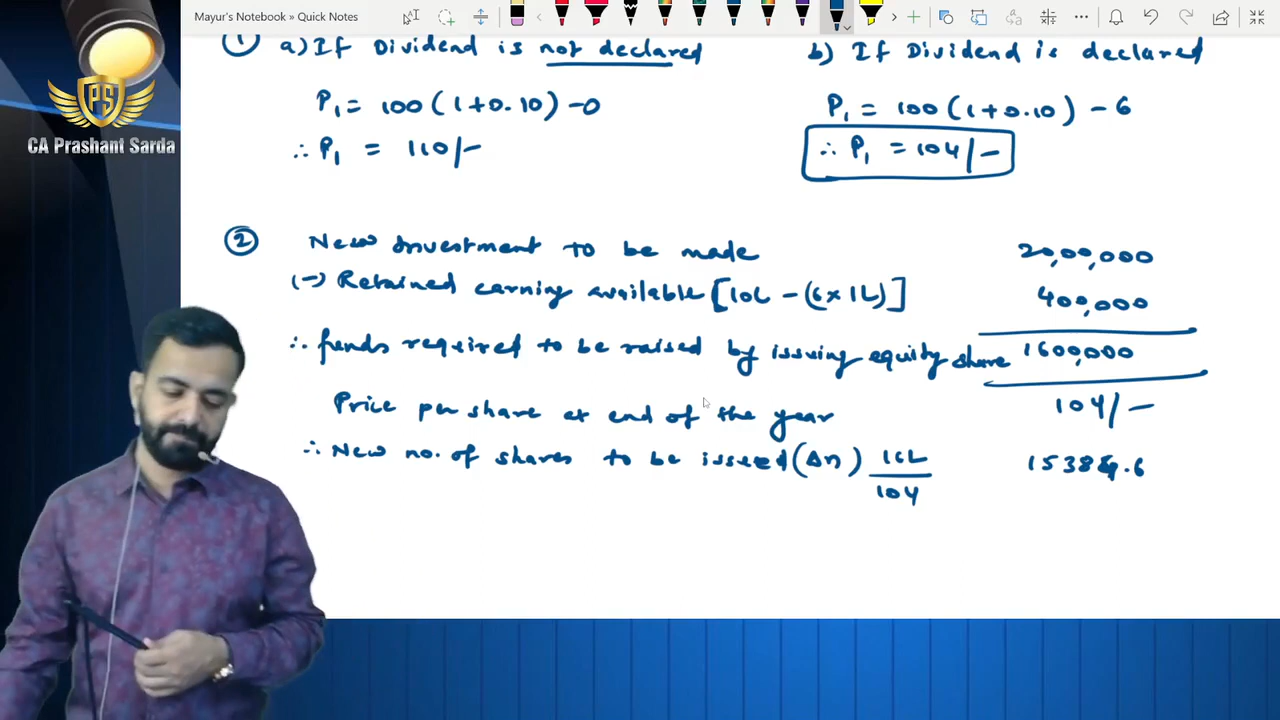 Mayur's Notebook » Quick Notes
PS
CA Prashant Sarda
① a) If Dividend is not declared
P₁ = 100 (1+0.10) -0
∴ P₁ = 110/-
b) If Dividend is declared
P₁ = 100 (1+0.10) - 6
∴ P₁ = 104/-
② New Investment to be made 20,00,000
(-) Retained earning available [10L - (6 x 1L)] 400,000
∴ funds required to be raised by issuing equity share 1600,000
Price per share at end of the year 104/-
∴ New no. of shares to be issued (Δn) 16L/104 15384.6